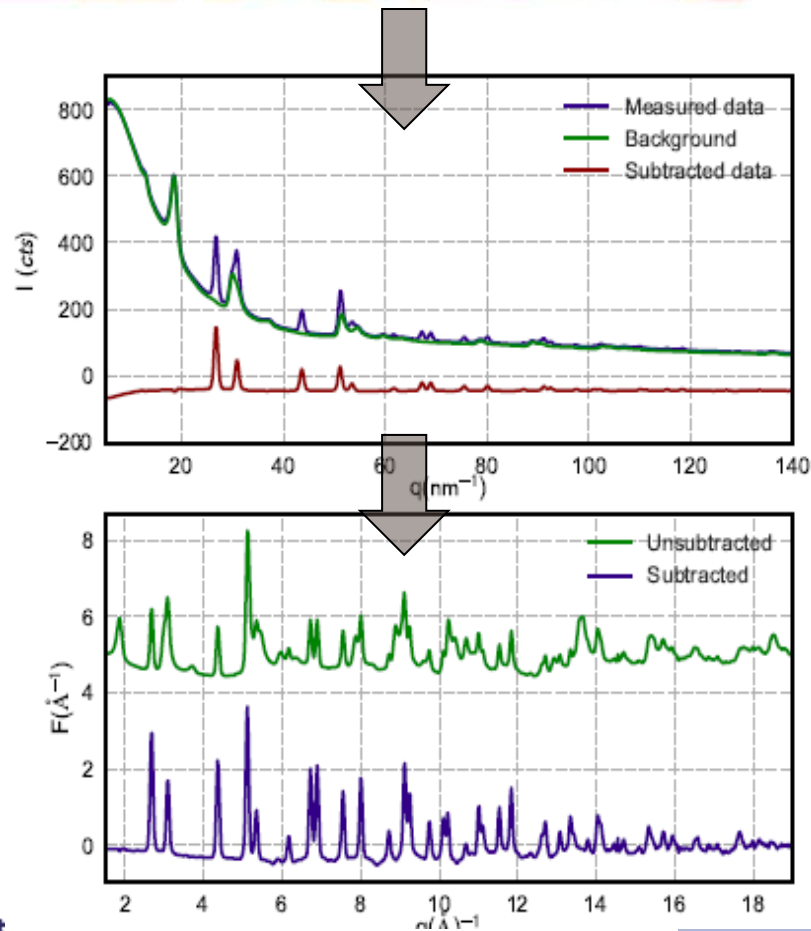 800
600
400
200
0
−200
I (cts)
Measured data
Background
Subtracted data
20 40 60 80 100 120 140
q(nm⁻¹)
8
6
4
2
0
F(Å⁻¹)
Unsubtracted
Subtracted
2 4 6 8 10 12 14 16 18
q(Å)⁻¹
t